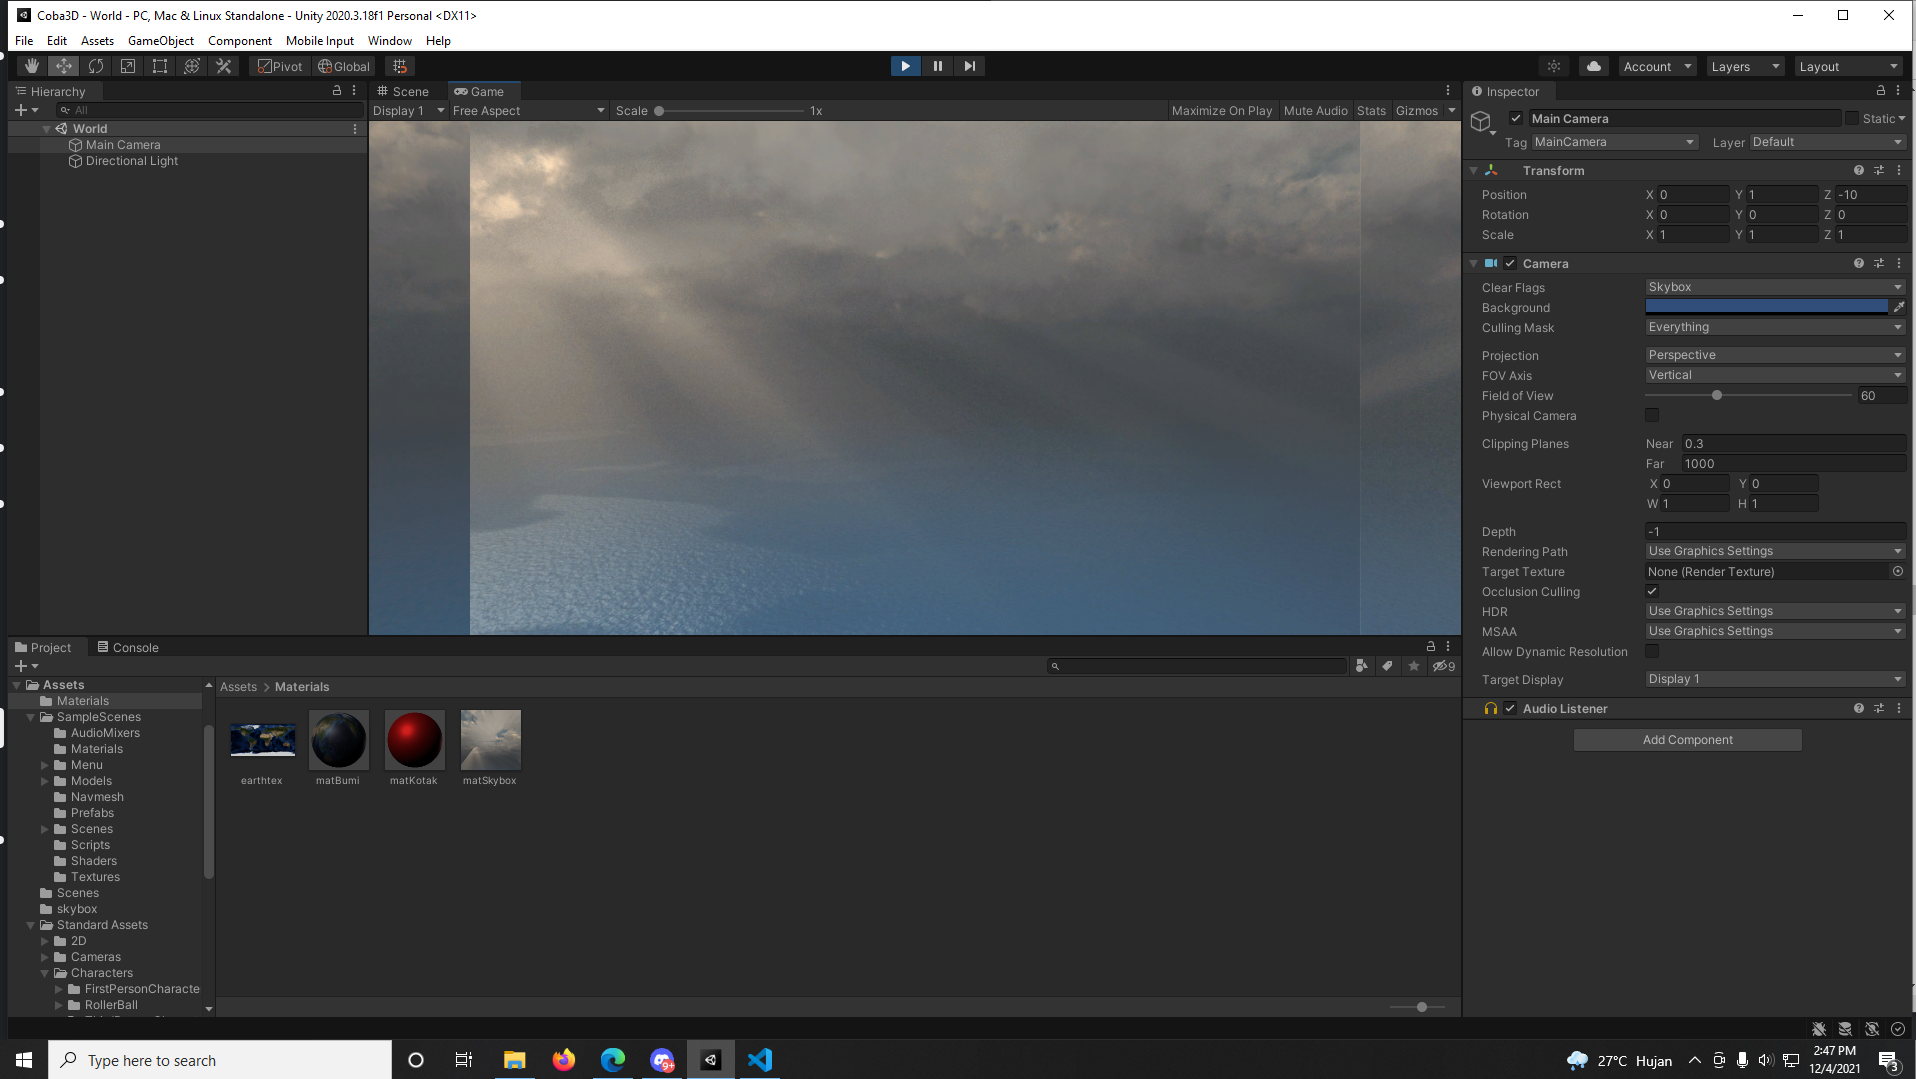 Coba3D - World - PC, Mac & Linux Standalone - Unity 2020.3.18f1 Personal <DX11>
File Edit Assets GameObject Component Mobile Input Window Help
Pivot Global Account Layers Layout
Hierarchy
All
World
Main Camera
Directional Light
Scene Game
Display 1 Free Aspect Scale 1x Maximize On Play Mute Audio Stats Gizmos
Inspector
Main Camera Static
Tag MainCamera Layer Default
Transform
Position X 0 Y 1 Z -10
Rotation X 0 Y 0 Z 0
Scale X 1 Y 1 Z 1
Camera
Clear Flags Skybox
Background
Culling Mask Everything
Projection Perspective
FOV Axis Vertical
Field of View 60
Physical Camera
Clipping Planes Near 0.3
Far 1000
Viewport Rect X 0 Y 0
W 1 H 1
Depth -1
Rendering Path Use Graphics Settings
Target Texture None (Render Texture)
Occlusion Culling
HDR Use Graphics Settings
MSAA Use Graphics Settings
Allow Dynamic Resolution
Target Display Display 1
Audio Listener
Add Component
Project Console
9
Assets
Materials
SampleScenes
AudioMixers
Materials
Menu
Models
Navmesh
Prefabs
Scenes
Scripts
Shaders
Textures
Scenes
skybox
Standard Assets
2D
Cameras
Characters
FirstPersonCharacte
RollerBall
Assets > Materials
earthtex matBumi matKotak matSkybox
Type here to search
9+
27°C Hujan
2:47 PM
12/4/2021
3